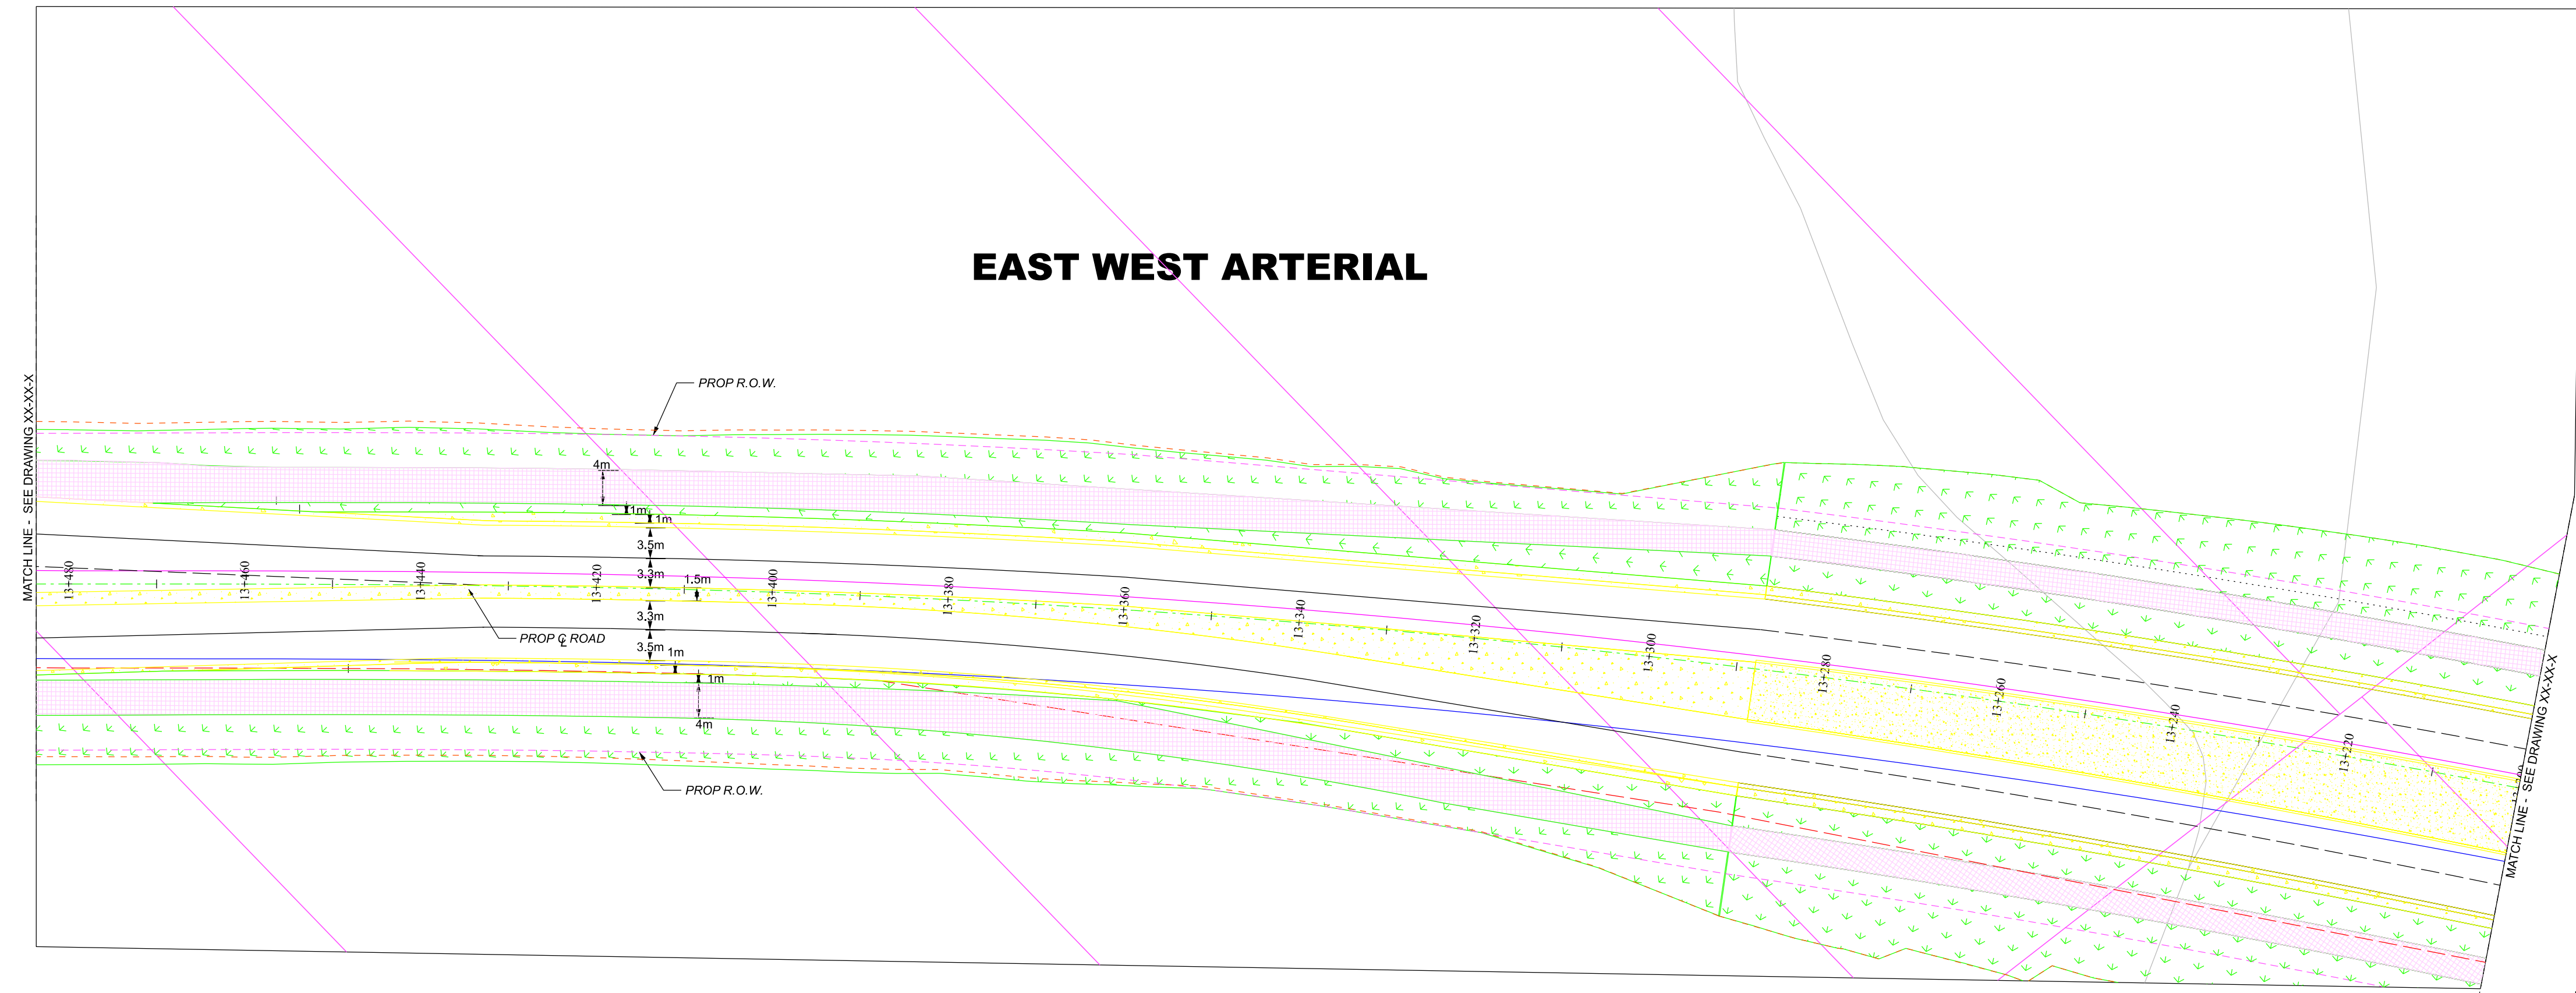 EAST WEST ARTERIAL
PROP R.O.W.
MATCH LINE - SEE DRAWING XX-XX-X
4m
1m
1m
3.5m
3.3m
1.5m
3.3m
3.5m
1m
1m
4m
13+480
13+460
13+440
13+420
13+400
13+380
13+360
13+340
13+320
13+300
13+280
13+260
13+240
13+220
PROP ℄ ROAD
PROP R.O.W.
MATCH LINE - SEE DRAWING XX-XX-X